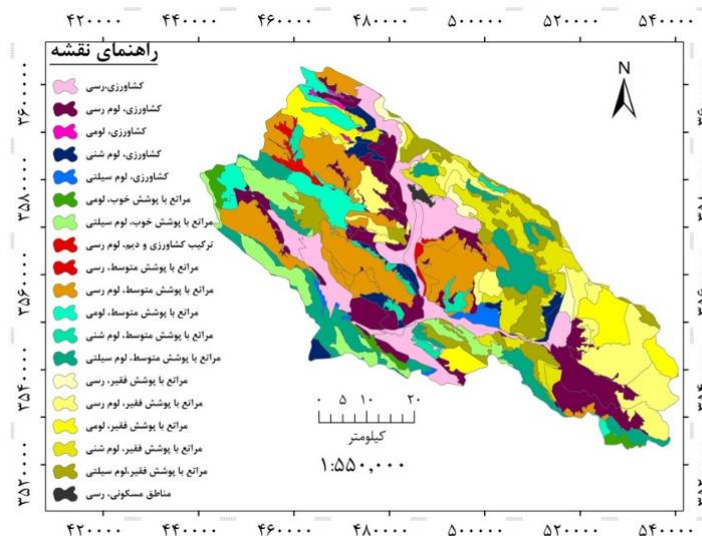 ۴۲۰۰۰۰ ۴۴۰۰۰۰ ۴۶۰۰۰۰ ۴۸۰۰۰۰ ۵۰۰۰۰۰ ۵۲۰۰۰۰ ۵۴۰۰۰۰
راهنمای نقشه
کشاورزی-رسی
کشاورزی، لوم رسی
کشاورزی، لومی
کشاورزی، لوم شنی
کشاورزی، لوم سیلتی
مراتع با پوشش خوب، لومی
مراتع با پوشش خوب، لوم سیلتی
ترکیب کشاورزی و دیم، لوم رسی
مراتع با پوشش متوسط، رسی
مراتع با پوشش متوسط، لوم رسی
مراتع با پوشش متوسط، لومی
مراتع با پوشش متوسط، لوم شنی
مراتع با پوشش متوسط، لوم سیلتی
مراتع با پوشش فقیر، رسی
مراتع با پوشش فقیر، لوم رسی
مراتع با پوشش فقیر، لومی
مراتع با پوشش فقیر، لوم شنی
مراتع با پوشش فقیر،لوم سیلتی
مناطق مسکونی، رسی
N
۳۶۰۰۰۰۰
۳۵۸۰۰۰۰
۳۵۶۰۰۰۰
۳۵۴۰۰۰۰
۳۵۲۰۰۰۰
۰ ۵ ۱۰ ۲۰
کیلومتر
۱:۵۵۰,۰۰۰
۴۲۰۰۰۰ ۴۴۰۰۰۰ ۴۶۰۰۰۰ ۴۸۰۰۰۰ ۵۰۰۰۰۰ ۵۲۰۰۰۰ ۵۴۰۰۰۰